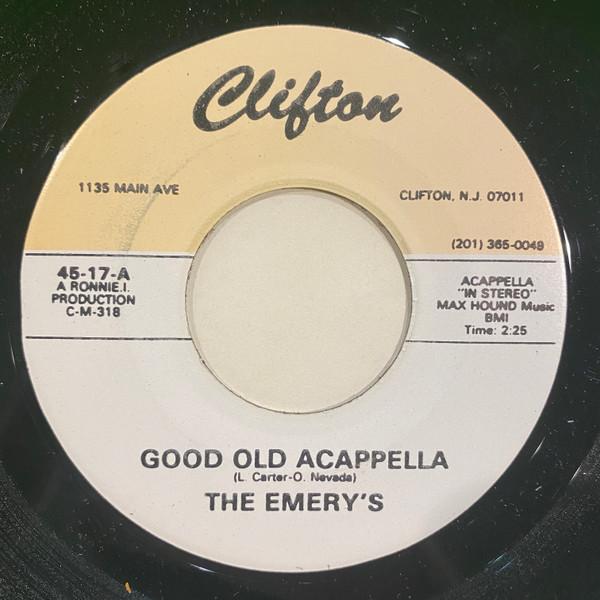 Clifton
1135 MAIN AVE
CLIFTON, N.J. 07011
(201) 365-0049
45-17-A
A RONNIE.I.
PRODUCTION
C-M-318
ACAPPELLA
"IN STEREO"
MAX HOUND Music
BMI
Time: 2:25
GOOD OLD ACAPPELLA
(L. Carter-O. Nevada)
THE EMERY'S